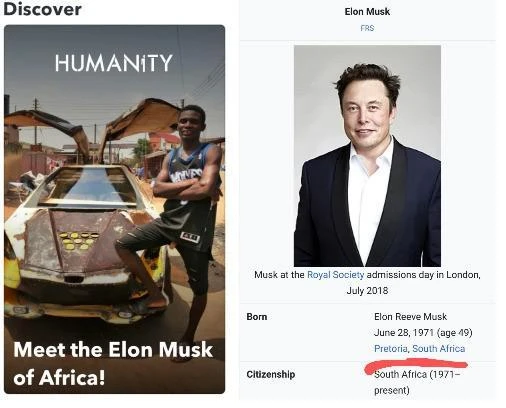 Discover
HUMANiTY
Meet the Elon Musk
of Africa!
Elon Musk
FRS
Musk at the Royal Society admissions day in London,
July 2018
Born
Elon Reeve Musk
June 28, 1971 (age 49)
Pretoria, South Africa
Citizenship
South Africa (1971–
present)